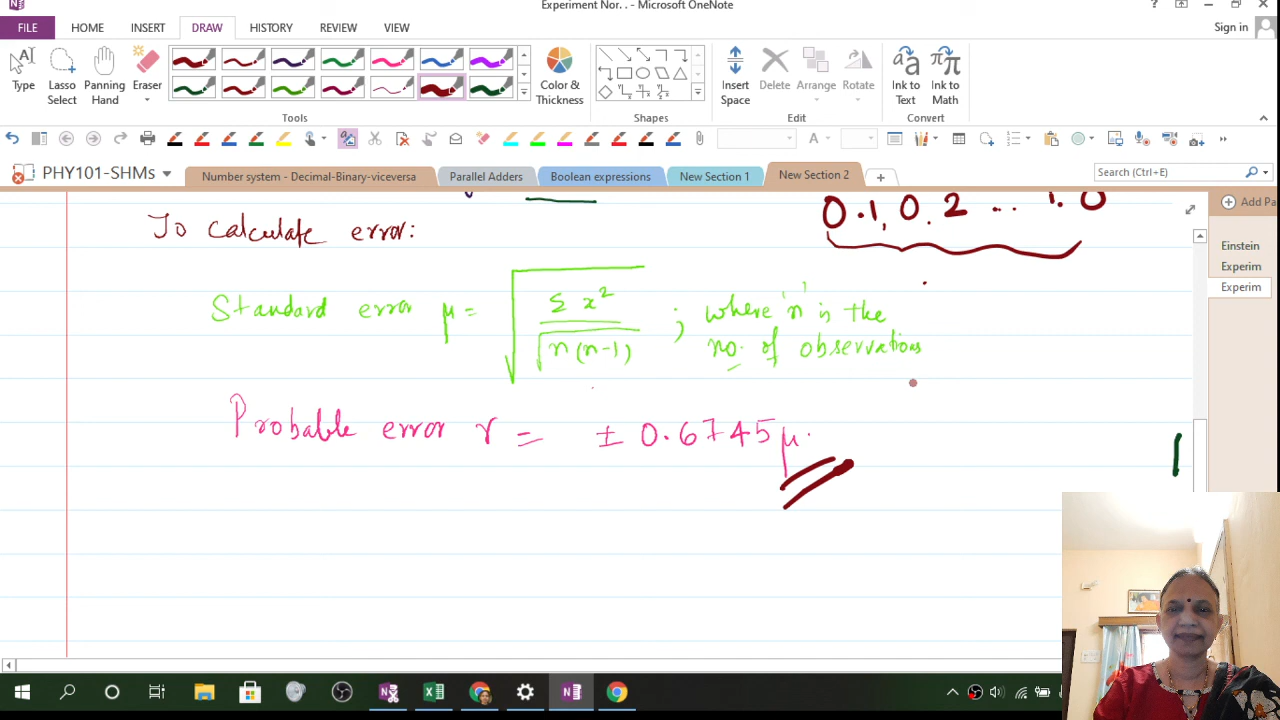 Experiment Nor. . - Microsoft OneNote
FILE HOME INSERT DRAW HISTORY REVIEW VIEW
Sign in
Type Lasso Select Panning Hand Eraser Color & Thickness Insert Space Delete Arrange Rotate Ink to Text Ink to Math
Tools Shapes Edit Convert
PHY101-SHMs Number system - Decimal-Binary-viceversa Parallel Adders Boolean expressions New Section 1 New Section 2 Search (Ctrl+E)
Add Pa
Einstein
Experim
Experim
0.1, 0.2 ... 1.0
To calculate error:
Standard error μ = √(Σx² / √(n(n-1))) ; where 'n' is the
no. of observations
Probable error r = ± 0.6745μ.